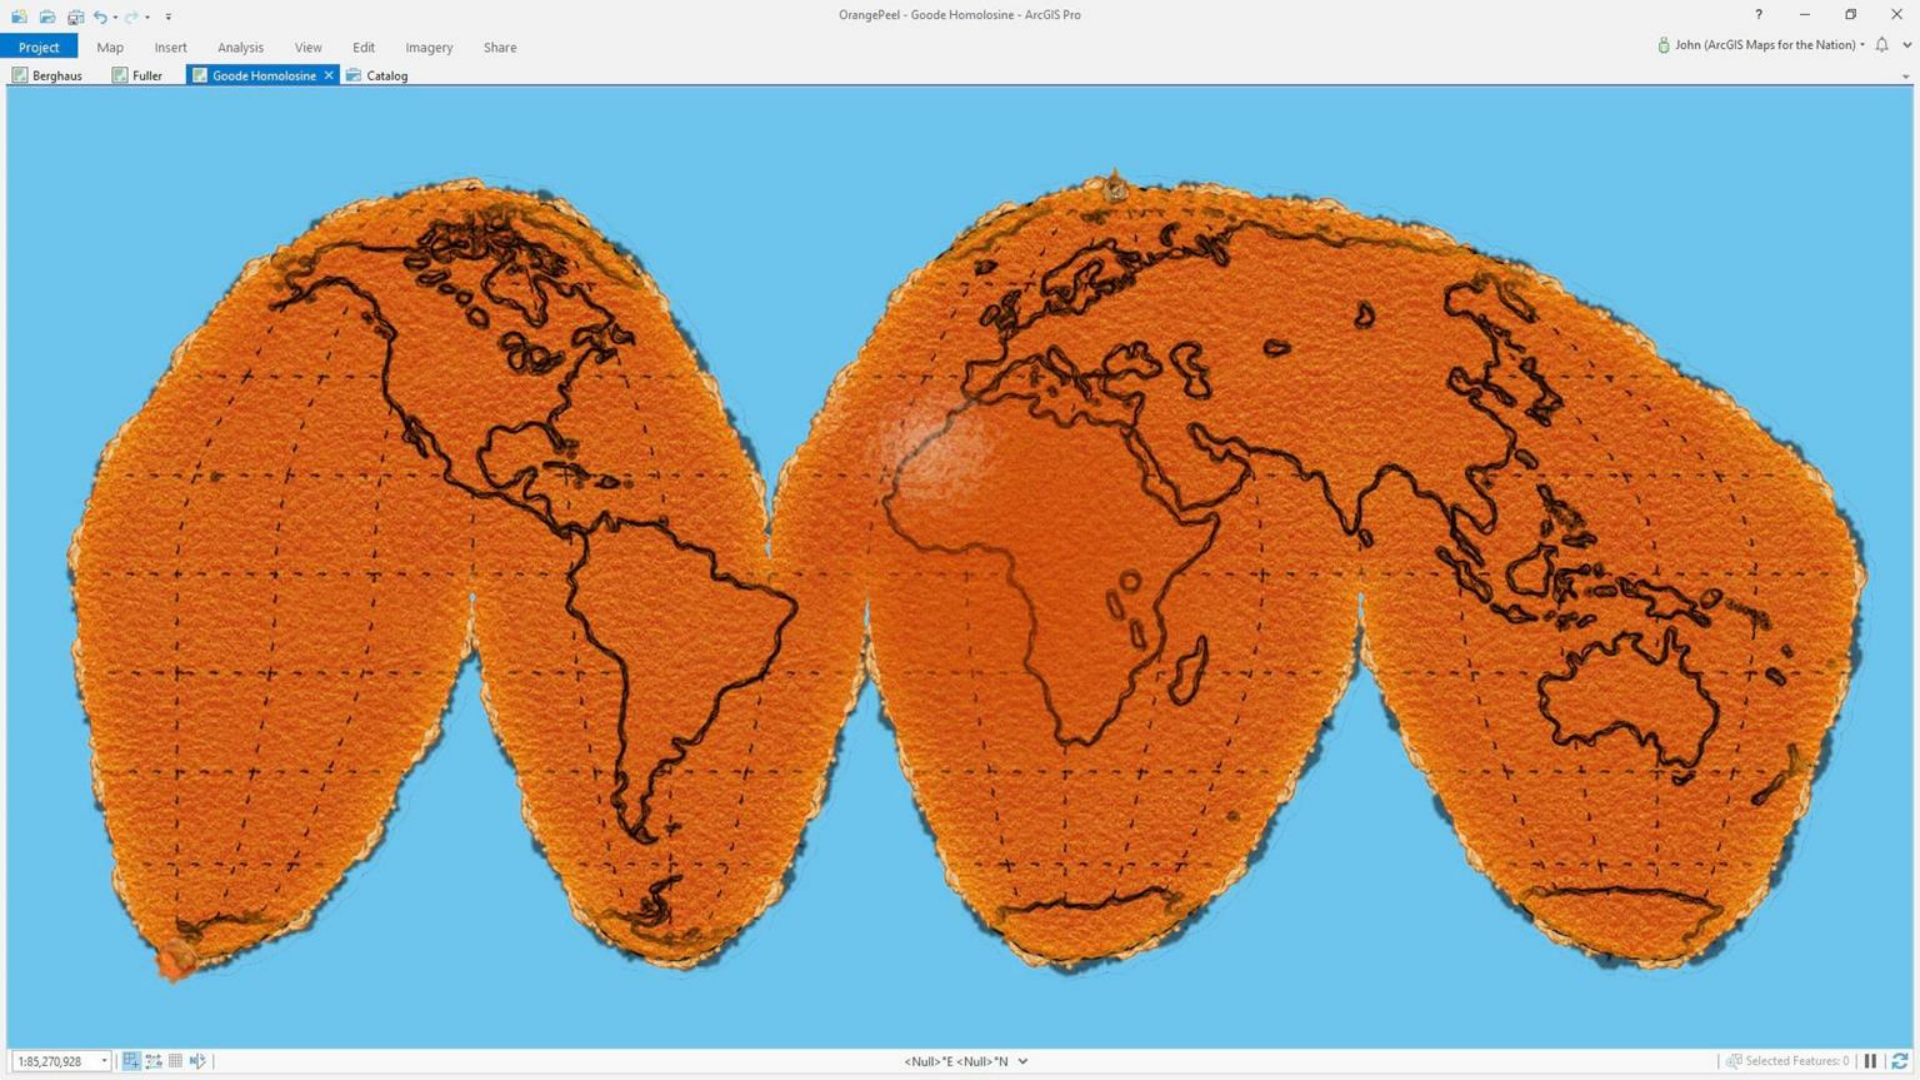 OrangePeel - Goode Homolosine - ArcGIS Pro
?
Project Map Insert Analysis View Edit Imagery Share
John (ArcGIS Maps for the Nation)
Berghaus Fuller Goode Homolosine Catalog
1:85,270,928
<Null>°E <Null>°N
Selected Features: 0